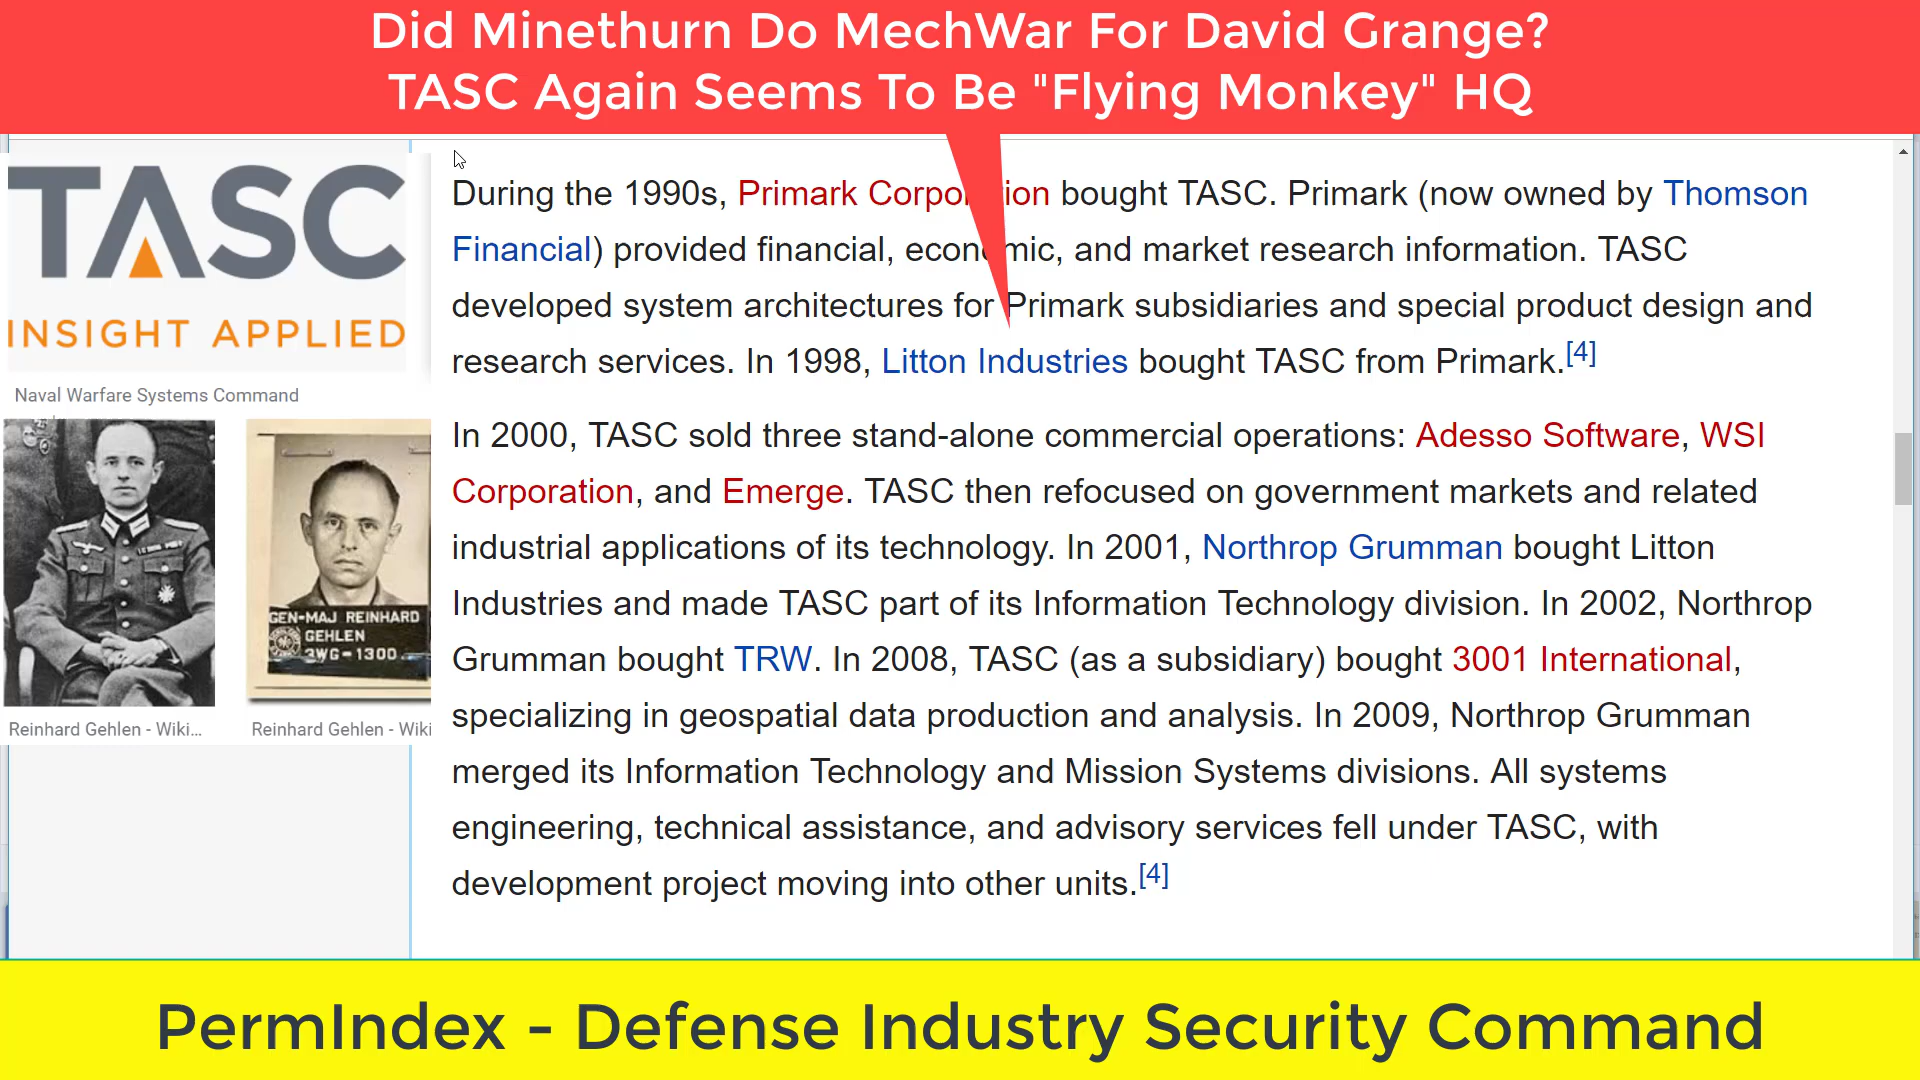 Did Minethurn Do MechWar For David Grange?
TASC Again Seems To Be "Flying Monkey" HQ
TASC
INSIGHT APPLIED
Naval Warfare Systems Command
GEN-MAJ REINHARD
GEHLEN
3WG-1300
Reinhard Gehlen - Wiki...
Reinhard Gehlen - Wiki
During the 1990s, Primark Corpo ion bought TASC. Primark (now owned by Thomson
Financial) provided financial, econ mic, and market research information. TASC
developed system architectures for Primark subsidiaries and special product design and
research services. In 1998, Litton Industries bought TASC from Primark.[4]
In 2000, TASC sold three stand-alone commercial operations: Adesso Software, WSI
Corporation, and Emerge. TASC then refocused on government markets and related
industrial applications of its technology. In 2001, Northrop Grumman bought Litton
Industries and made TASC part of its Information Technology division. In 2002, Northrop
Grumman bought TRW. In 2008, TASC (as a subsidiary) bought 3001 International,
specializing in geospatial data production and analysis. In 2009, Northrop Grumman
merged its Information Technology and Mission Systems divisions. All systems
engineering, technical assistance, and advisory services fell under TASC, with
development project moving into other units.[4]
PermIndex - Defense Industry Security Command